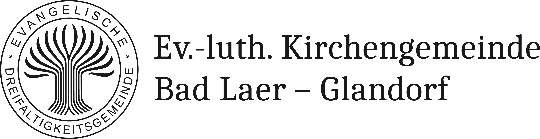 EVANGELISCHE
DREIFALTIGKEITSGEMEINDE
Ev.-luth. Kirchengemeinde
Bad Laer – Glandorf